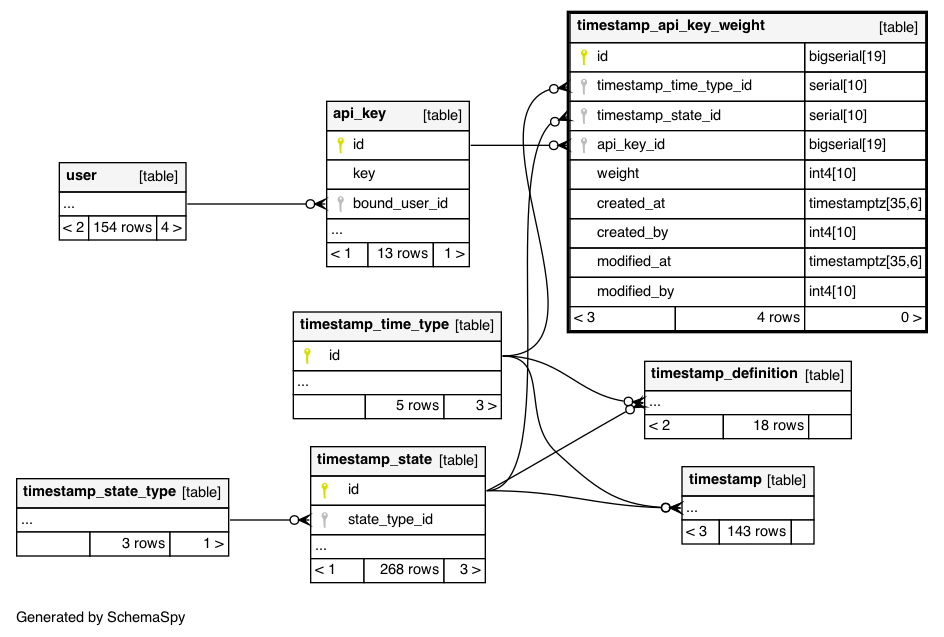 timestamp_api_key_weight [table]
id bigserial[19]
timestamp_time_type_id serial[10]
timestamp_state_id serial[10]
api_key_id bigserial[19]
weight int4[10]
created_at timestamptz[35,6]
created_by int4[10]
modified_at timestamptz[35,6]
modified_by int4[10]
< 3 4 rows 0 >
api_key [table]
id
key
bound_user_id
...
< 1 13 rows 1 >
user [table]
...
< 2 154 rows 4 >
timestamp_time_type [table]
id
...
5 rows 3 >
timestamp_definition [table]
...
< 2 18 rows
timestamp_state [table]
id
state_type_id
...
< 1 268 rows 3 >
timestamp_state_type [table]
...
3 rows 1 >
timestamp [table]
...
< 3 143 rows
Generated by SchemaSpy